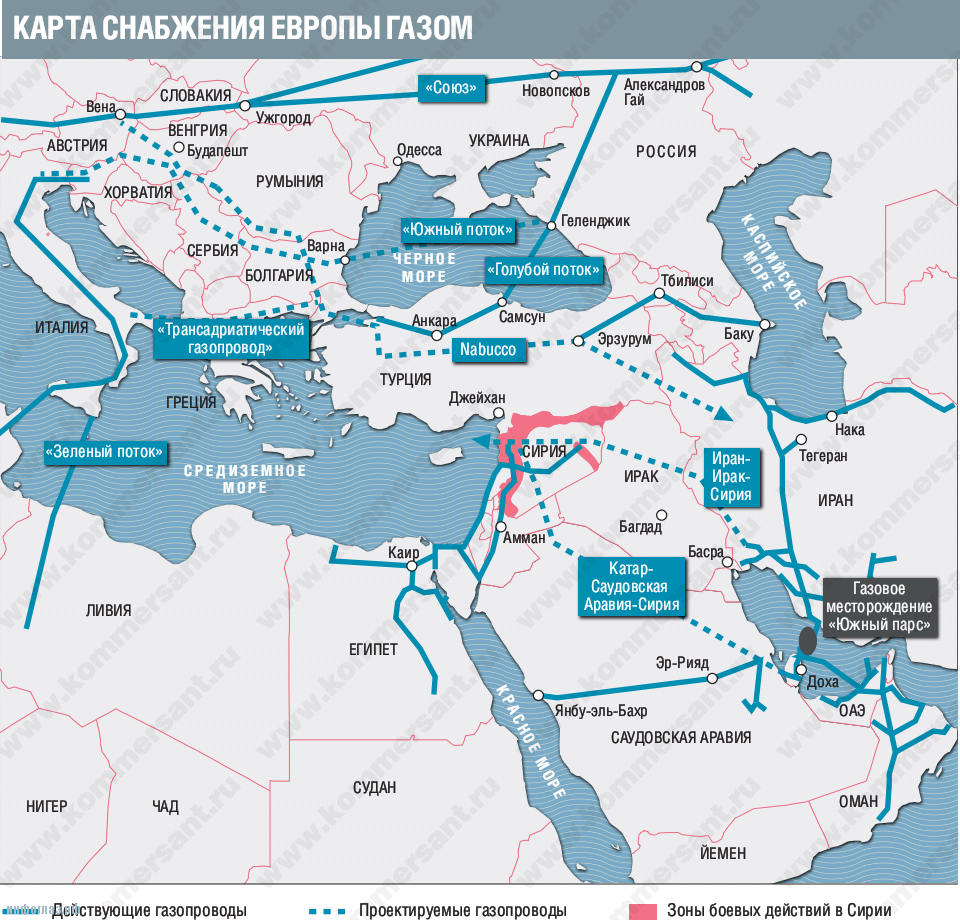 КАРТА СНАБЖЕНИЯ ЕВРОПЫ ГАЗОМ
«Союз»
Новопсков
Александров
Гай
СЛОВАКИЯ
Вена
Ужгород
ВЕНГРИЯ
АВСТРИЯ
Будапешт
Одесса
УКРАИНА
РОССИЯ
РУМЫНИЯ
ХОРВАТИЯ
СЕРБИЯ
Варна
БОЛГАРИЯ
«Южный поток»
Геленджик
ЧЕРНОЕ
МОРЕ
«Голубой поток»
КАСПИЙСКОЕ
МОРЕ
Тбилиси
ИТАЛИЯ
«Трансадриатический
газопровод»
Анкара
Самсун
Эрзурум
Баку
Nabucco
ТУРЦИЯ
ГРЕЦИЯ
Джейхан
Нака
Тегеран
«Зеленый поток»
СРЕДИЗЕМНОЕ
МОРЕ
СИРИЯ
ИРАК
Иран-
Ирак-
Сирия
ИРАН
Багдад
Амман
Каир
Басра
Катар-
Саудовская
Аравия-Сирия
Газовое
месторождение
«Южный парс»
ЛИВИЯ
ЕГИПЕТ
Эр-Рияд
Доха
Янбу-эль-Бахр
ОАЭ
КРАСНОЕ МОРЕ
САУДОВСКАЯ АРАВИЯ
СУДАН
НИГЕР
ЧАД
ОМАН
ЙЕМЕН
Действующие газопроводы
Проектируемые газопроводы
Зоны боевых действий в Сирии
www.kommersant.ru